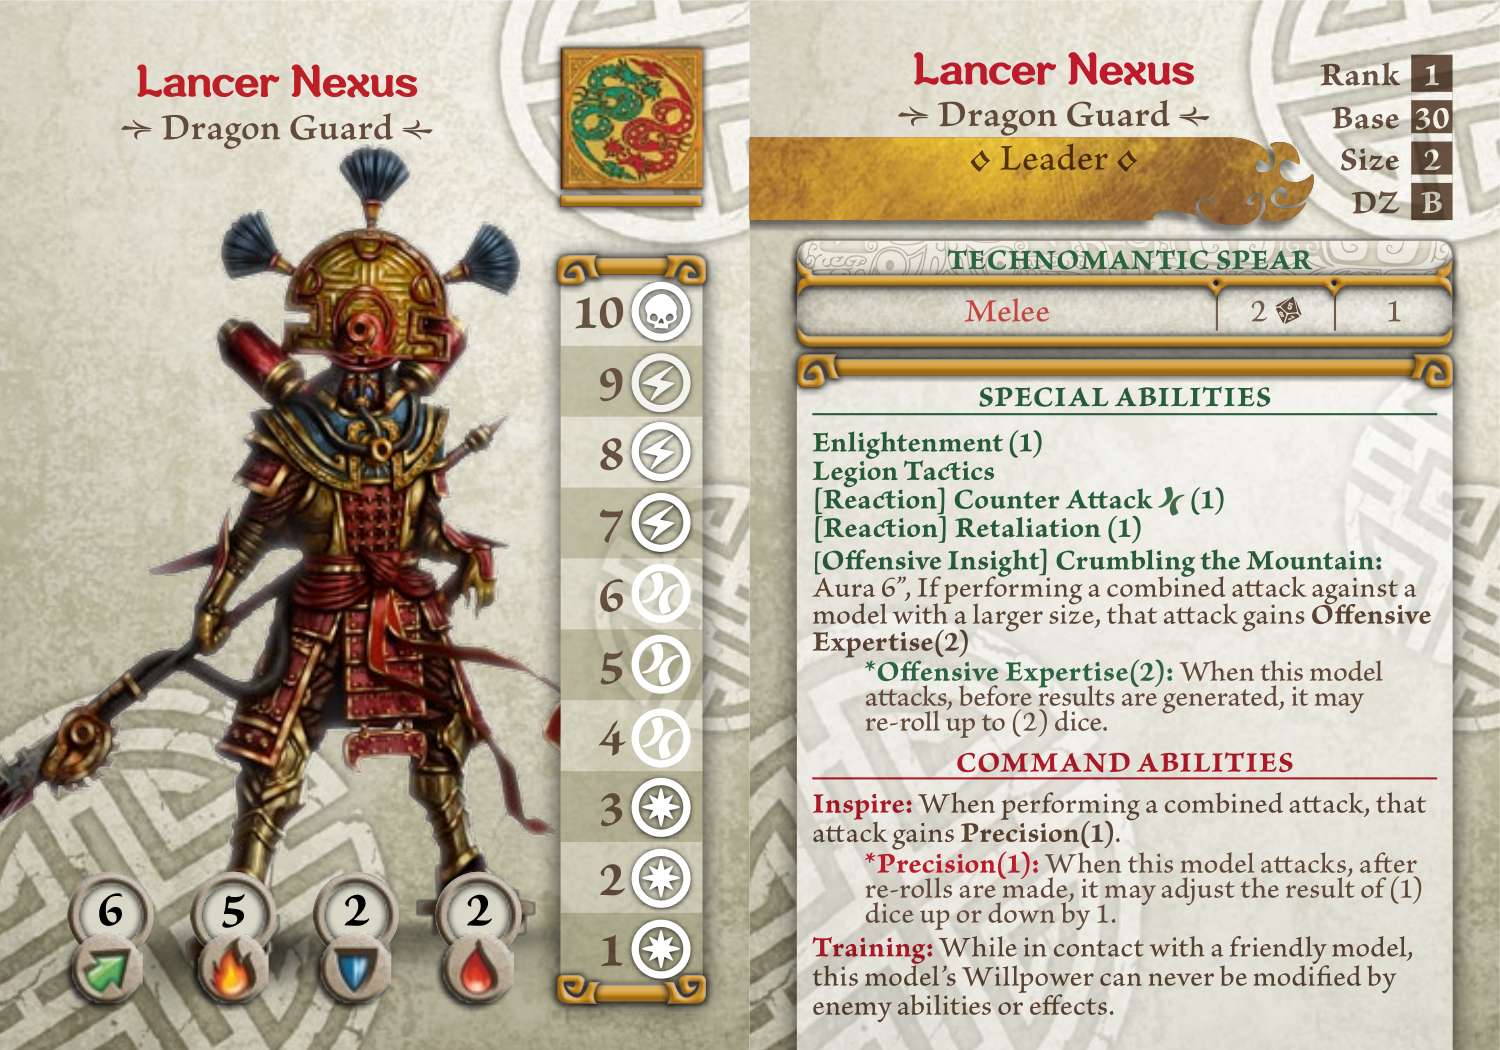 Lancer Nexus
Dragon Guard
10
9
8
7
6
5
4
3
2
1
6 5 2 2
Lancer Nexus
Dragon Guard
Leader
Rank 1
Base 30
Size 2
DZ B
TECHNOMANTIC SPEAR
Melee 2 1
SPECIAL ABILITIES
Enlightenment (1)
Legion Tactics
[Reaction] Counter Attack (1)
[Reaction] Retaliation (1)
[Offensive Insight] Crumbling the Mountain:
Aura 6”, If performing a combined attack against a
model with a larger size, that attack gains Offensive
Expertise(2)
*Offensive Expertise(2): When this model
attacks, before results are generated, it may
re-roll up to (2) dice.
COMMAND ABILITIES
Inspire: When performing a combined attack, that
attack gains Precision(1).
*Precision(1): When this model attacks, after
re-rolls are made, it may adjust the result of (1)
dice up or down by 1.
Training: While in contact with a friendly model,
this model’s Willpower can never be modified by
enemy abilities or effects.